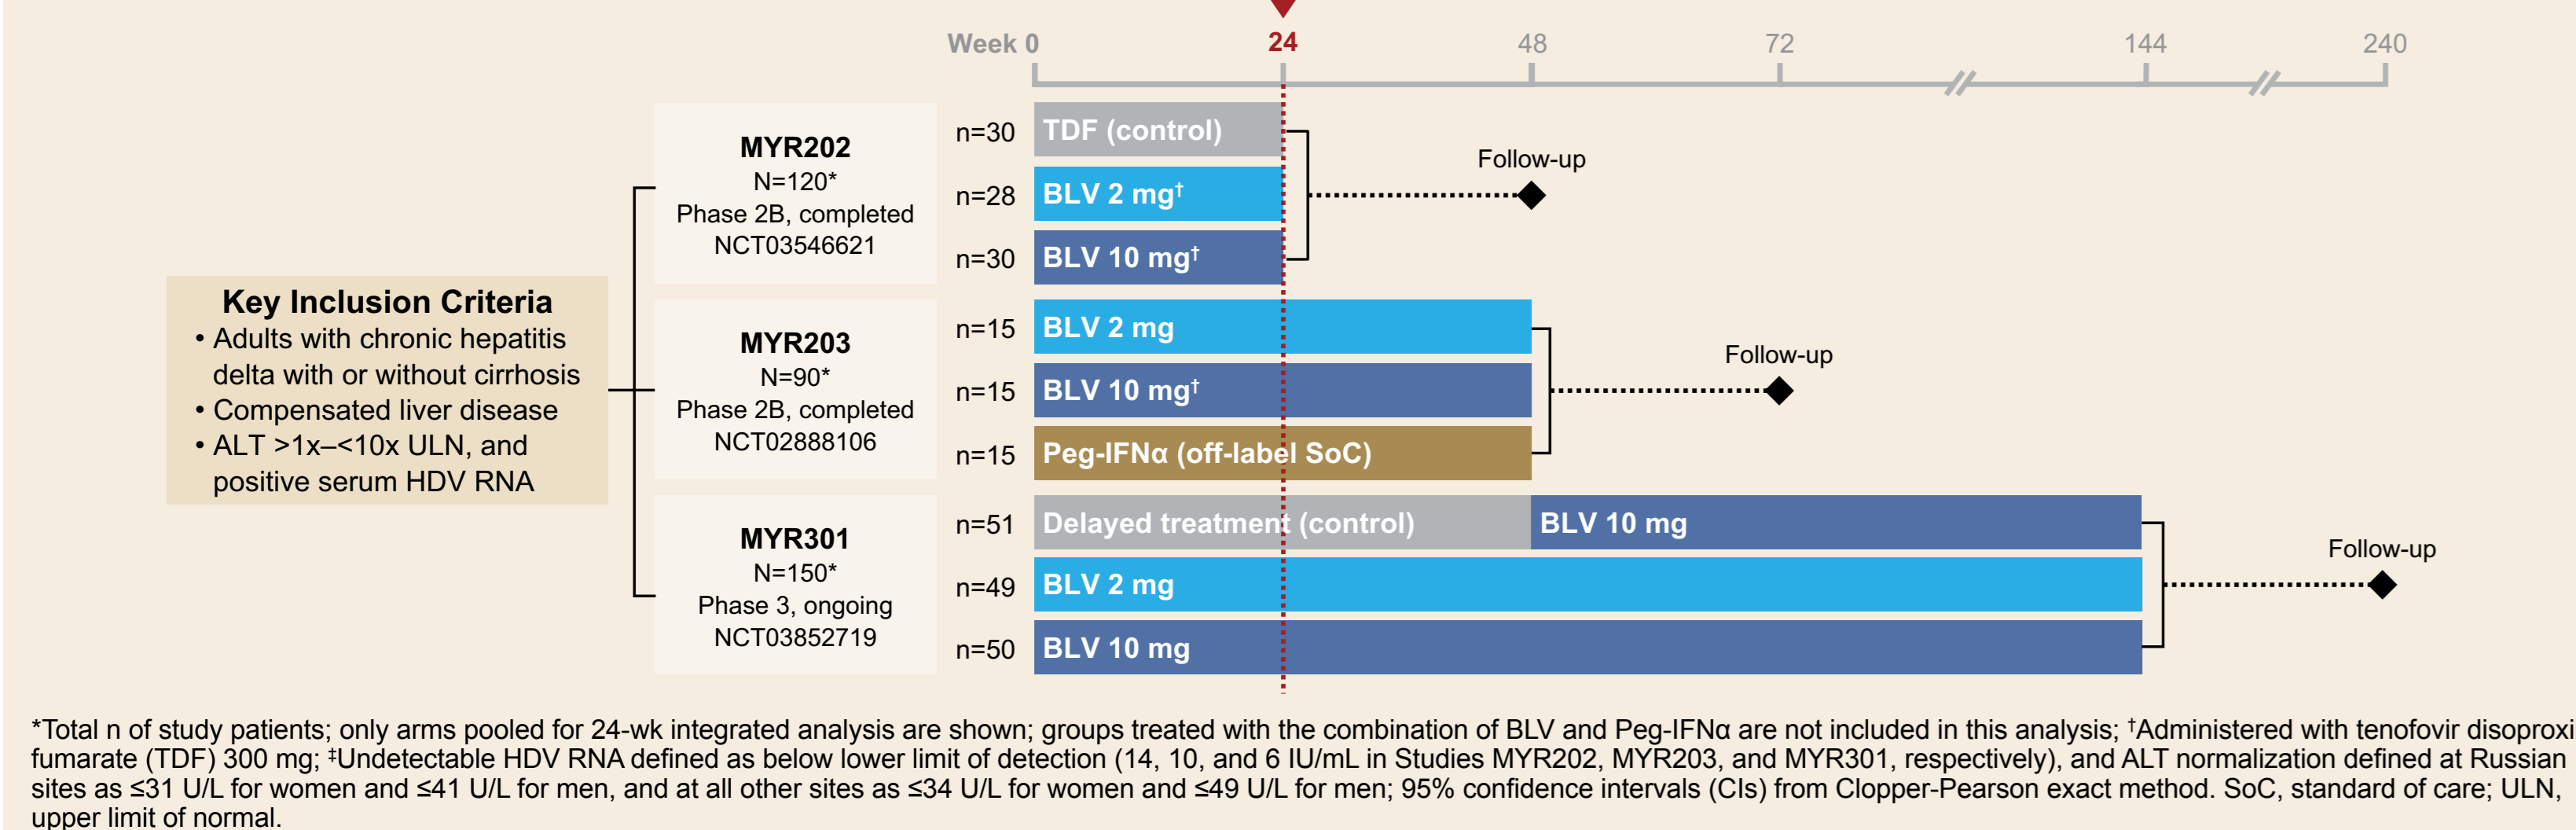 Week 0 24 48 72 144 240
Key Inclusion Criteria
• Adults with chronic hepatitis
delta with or without cirrhosis
• Compensated liver disease
• ALT >1x–<10x ULN, and
positive serum HDV RNA
MYR202
N=120*
Phase 2B, completed
NCT03546621
n=30 TDF (control)
n=28 BLV 2 mg†
n=30 BLV 10 mg†
Follow-up
MYR203
N=90*
Phase 2B, completed
NCT02888106
n=15 BLV 2 mg
n=15 BLV 10 mg†
n=15 Peg-IFNα (off-label SoC)
Follow-up
MYR301
N=150*
Phase 3, ongoing
NCT03852719
n=51 Delayed treatment (control) BLV 10 mg
n=49 BLV 2 mg
n=50 BLV 10 mg
Follow-up
*Total n of study patients; only arms pooled for 24-wk integrated analysis are shown; groups treated with the combination of BLV and Peg-IFNα are not included in this analysis; †Administered with tenofovir disoproxi
fumarate (TDF) 300 mg; ‡Undetectable HDV RNA defined as below lower limit of detection (14, 10, and 6 IU/mL in Studies MYR202, MYR203, and MYR301, respectively), and ALT normalization defined at Russian
sites as ≤31 U/L for women and ≤41 U/L for men, and at all other sites as ≤34 U/L for women and ≤49 U/L for men; 95% confidence intervals (CIs) from Clopper-Pearson exact method. SoC, standard of care; ULN,
upper limit of normal.